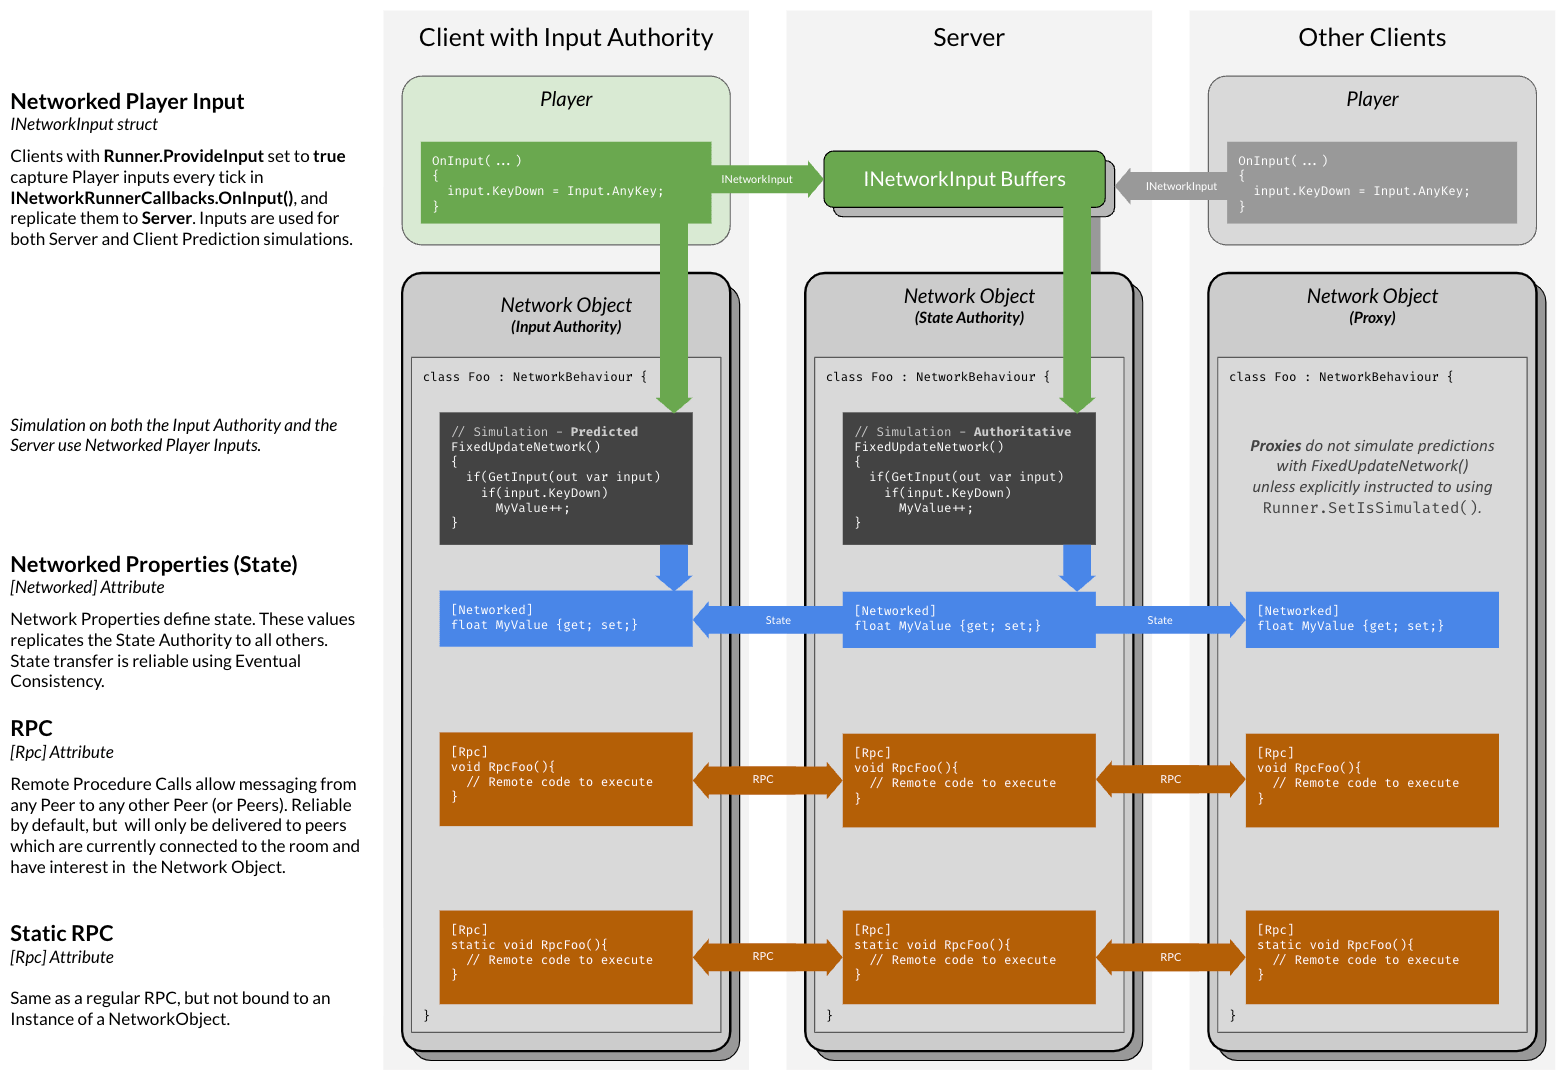 Client with Input Authority
Server
Other Clients
Networked Player Input
INetworkInput struct
Clients with Runner.ProvideInput set to true
capture Player inputs every tick in
INetworkRunnerCallbacks.OnInput(), and
replicate them to Server. Inputs are used for
both Server and Client Prediction simulations.
Player
OnInput( ... )
{
input.KeyDown = Input.AnyKey;
}
INetworkInput
INetworkInput Buffers
INetworkInput
Player
OnInput( ... )
{
input.KeyDown = Input.AnyKey;
}
Network Object
(Input Authority)
Network Object
(State Authority)
Network Object
(Proxy)
class Foo : NetworkBehaviour {
class Foo : NetworkBehaviour {
class Foo : NetworkBehaviour {
Simulation on both the Input Authority and the
Server use Networked Player Inputs.
// Simulation - Predicted
FixedUpdateNetwork()
{
if(GetInput(out var input)
if(input.KeyDown)
MyValue++;
}
// Simulation - Authoritative
FixedUpdateNetwork()
{
if(GetInput(out var input)
if(input.KeyDown)
MyValue++;
}
Proxies do not simulate predictions
with FixedUpdateNetwork()
unless explicitly instructed to using
Runner.SetIsSimulated().
Networked Properties (State)
[Networked] Attribute
Network Properties define state. These values
replicates the State Authority to all others.
State transfer is reliable using Eventual
Consistency.
[Networked]
float MyValue {get; set;}
State
[Networked]
float MyValue {get; set;}
State
[Networked]
float MyValue {get; set;}
RPC
[Rpc] Attribute
Remote Procedure Calls allow messaging from
any Peer to any other Peer (or Peers). Reliable
by default, but will only be delivered to peers
which are currently connected to the room and
have interest in the Network Object.
[Rpc]
void RpcFoo(){
// Remote code to execute
}
RPC
[Rpc]
void RpcFoo(){
// Remote code to execute
}
RPC
[Rpc]
void RpcFoo(){
// Remote code to execute
}
Static RPC
[Rpc] Attribute
Same as a regular RPC, but not bound to an
Instance of a NetworkObject.
[Rpc]
static void RpcFoo(){
// Remote code to execute
}
RPC
[Rpc]
static void RpcFoo(){
// Remote code to execute
}
RPC
[Rpc]
static void RpcFoo(){
// Remote code to execute
}
}
}
}